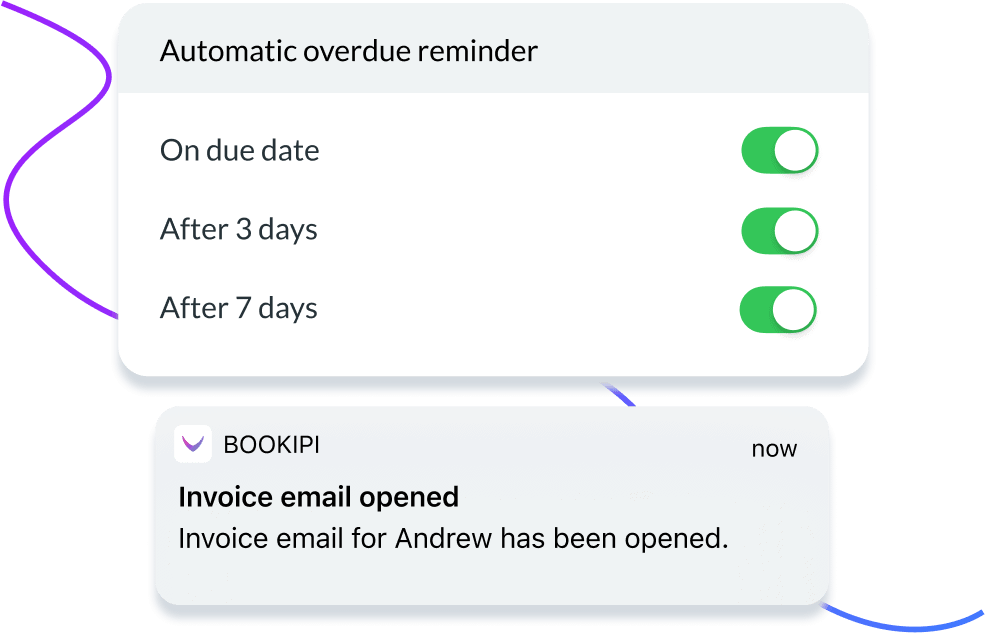 Automatic overdue reminder
On due date
After 3 days
After 7 days
BOOKIPI
now
Invoice email opened
Invoice email for Andrew has been opened.